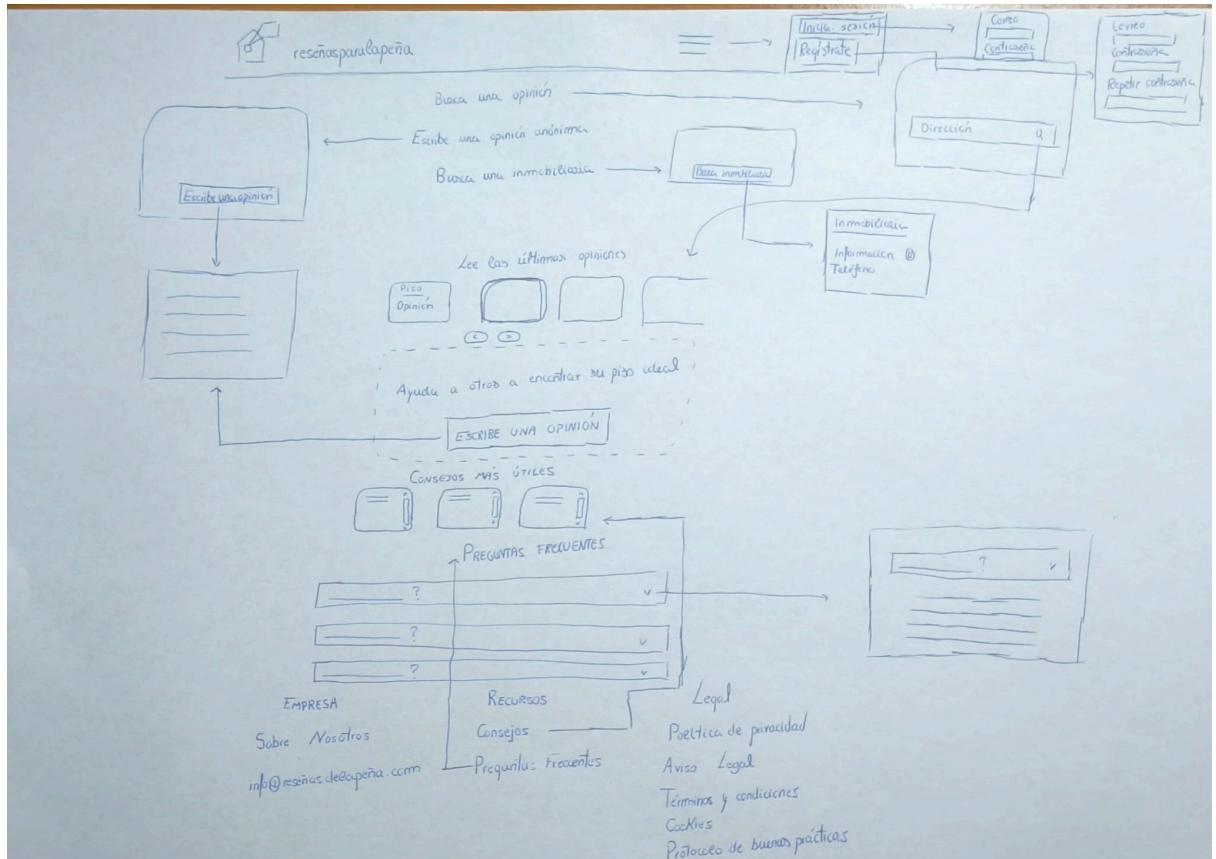 reseñasparalapeña
Inicia sesión
Regístrate
Correo
Contraseña
Correo
Contraseña
Repetir contraseña
Busca una opinión
Escribe una opinión anónima
Busca una inmobiliaria
Dirección
Escribe una opinión
Busca inmobiliaria
Inmobiliaria
Información
Teléfono
Lee las últimas opiniones
Piso
Opinión
< >
Ayuda a otros a encontrar su piso ideal
ESCRIBE UNA OPINIÓN
CONSEJOS MÁS ÚTILES
PREGUNTAS FRECUENTES
?
?
?
?
EMPRESA
Sobre Nosotros
info@reseñasdelapeña.com
RECURSOS
Consejos
Preguntas Frecuentes
Legal
Política de privacidad
Aviso Legal
Términos y condiciones
Cookies
Protocolo de buenas prácticas